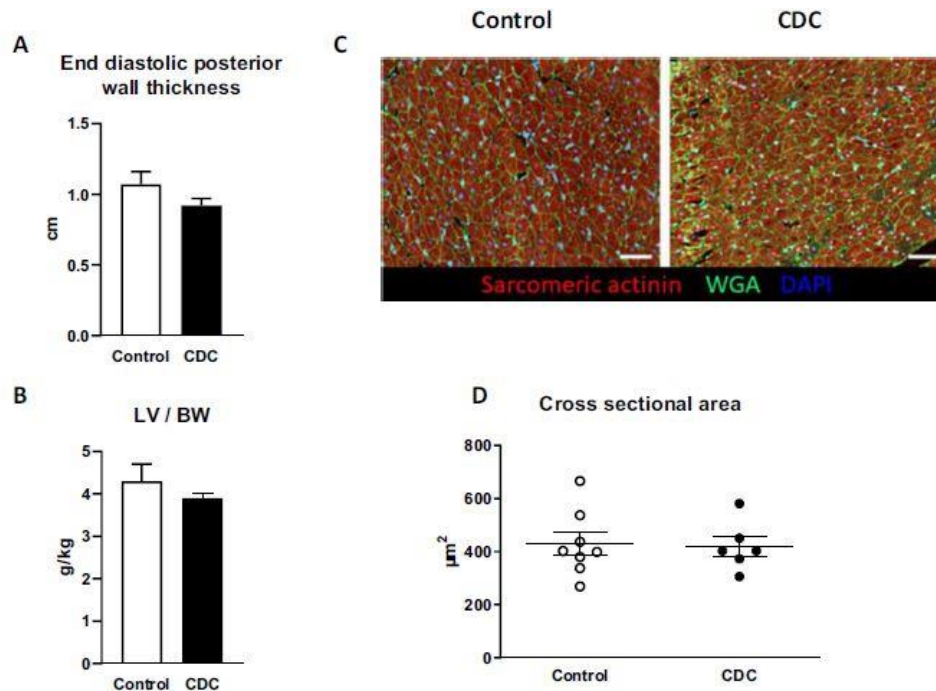 A
End diastolic posterior
wall thickness
1.5
1.0
0.5
0.0
cm
Control CDC
B
LV / BW
5
4
3
2
1
0
g/kg
Control CDC
C
Control CDC
Sarcomeric actinin WGA DAPI
D
Cross sectional area
800
600
400
200
0
µm²
Control CDC